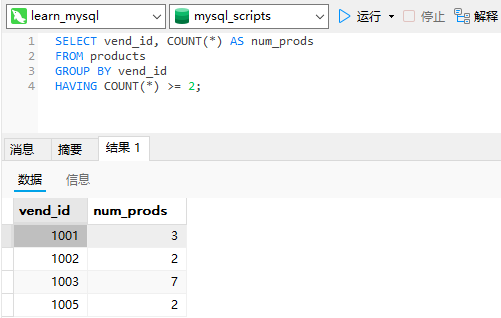 learn_mysql mysql_scripts 运行 停止 解释
1 SELECT vend_id, COUNT(*) AS num_prods
2 FROM products
3 GROUP BY vend_id
4 HAVING COUNT(*) >= 2;
消息 摘要 结果 1
数据 信息
vend_id num_prods
1001 3
1002 2
1003 7
1005 2